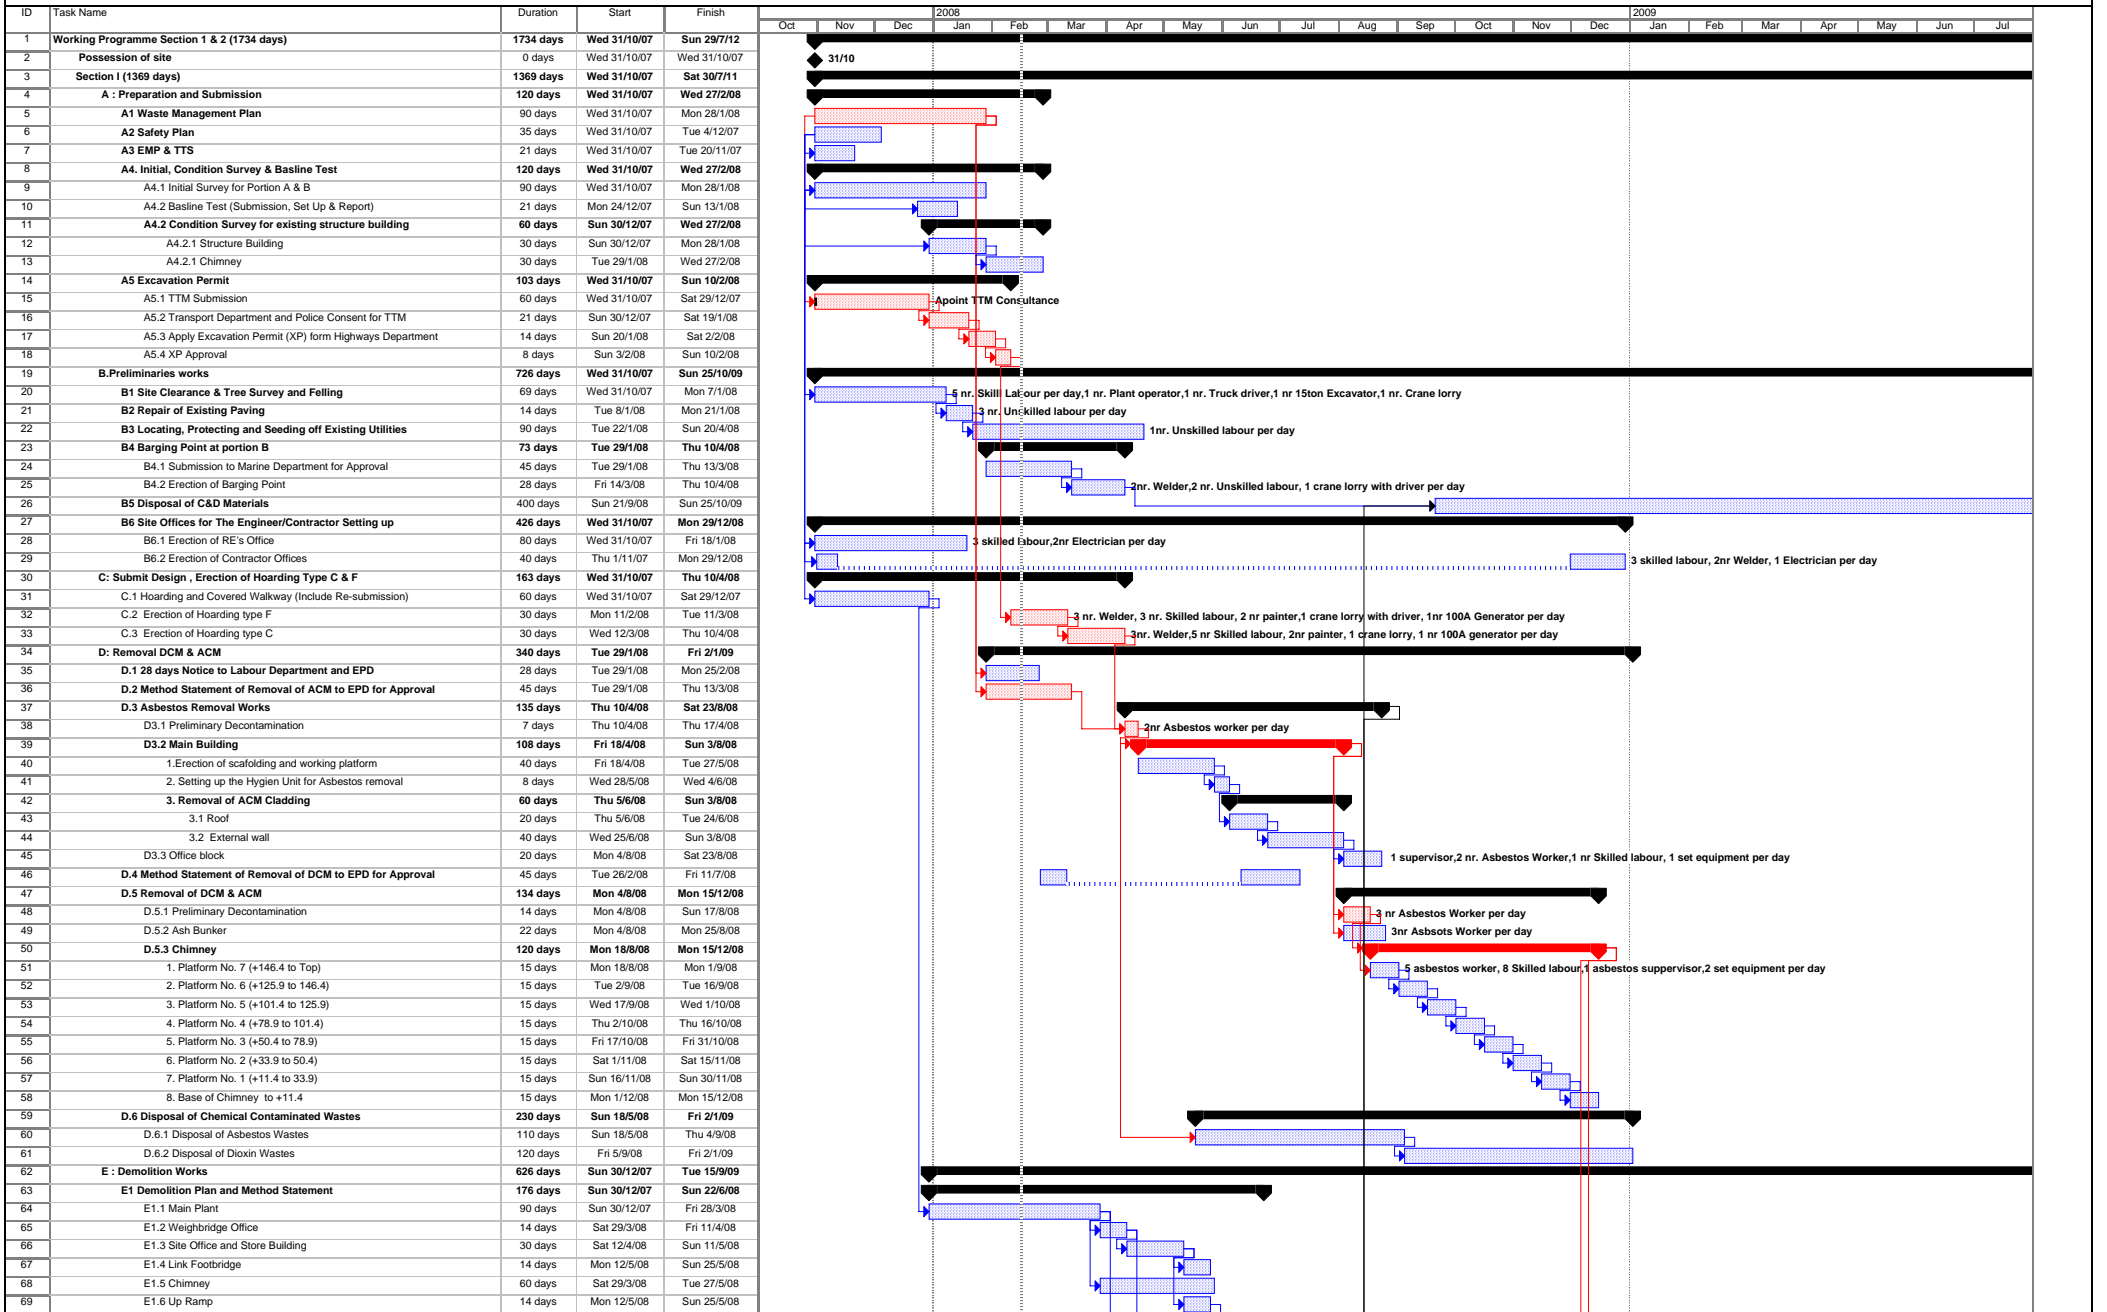 ID Task Name Duration Start Finish 2008 2009
Oct Nov Dec Jan Feb Mar Apr May Jun Jul Aug Sep Oct Nov Dec Jan Feb Mar Apr May Jun Jul
1 Working Programme Section 1 & 2 (1734 days) 1734 days Wed 31/10/07 Sun 29/7/12
2 Possession of site 0 days Wed 31/10/07 Wed 31/10/07 31/10
3 Section I (1369 days) 1369 days Wed 31/10/07 Sat 30/7/11
4 A : Preparation and Submission 120 days Wed 31/10/07 Wed 27/2/08
5 A1 Waste Management Plan 90 days Wed 31/10/07 Mon 28/1/08
6 A2 Safety Plan 35 days Wed 31/10/07 Tue 4/12/07
7 A3 EMP & TTS 21 days Wed 31/10/07 Tue 20/11/07
8 A4. Initial, Condition Survey & Basline Test 120 days Wed 31/10/07 Wed 27/2/08
9 A4.1 Initial Survey for Portion A & B 90 days Wed 31/10/07 Mon 28/1/08
10 A4.2 Basline Test (Submission, Set Up & Report) 21 days Mon 24/12/07 Sun 13/1/08
11 A4.2 Condition Survey for existing structure building 60 days Sun 30/12/07 Wed 27/2/08
12 A4.2.1 Structure Building 30 days Sun 30/12/07 Mon 28/1/08
13 A4.2.1 Chimney 30 days Tue 29/1/08 Wed 27/2/08
14 A5 Excavation Permit 103 days Wed 31/10/07 Sun 10/2/08
15 A5.1 TTM Submission 60 days Wed 31/10/07 Sat 29/12/07 Apoint TTM Consultance
16 A5.2 Transport Department and Police Consent for TTM 21 days Sun 30/12/07 Sat 19/1/08
17 A5.3 Apply Excavation Permit (XP) form Highways Department 14 days Sun 20/1/08 Sat 2/2/08
18 A5.4 XP Approval 8 days Sun 3/2/08 Sun 10/2/08
19 B.Preliminaries works 726 days Wed 31/10/07 Sun 25/10/09
20 B1 Site Clearance & Tree Survey and Felling 69 days Wed 31/10/07 Mon 7/1/08 5 nr. Skill Labour per day,1 nr. Plant operator,1 nr. Truck driver,1 nr 15ton Excavator,1 nr. Crane lorry
21 B2 Repair of Existing Paving 14 days Tue 8/1/08 Mon 21/1/08 3 nr. Unskilled labour per day
22 B3 Locating, Protecting and Seeding off Existing Utilities 90 days Tue 22/1/08 Sun 20/4/08 1nr. Unskilled labour per day
23 B4 Barging Point at portion B 73 days Tue 29/1/08 Thu 10/4/08
24 B4.1 Submission to Marine Department for Approval 45 days Tue 29/1/08 Thu 13/3/08
25 B4.2 Erection of Barging Point 28 days Fri 14/3/08 Thu 10/4/08 2nr. Welder,2 nr. Unskilled labour, 1 crane lorry with driver per day
26 B5 Disposal of C&D Materials 400 days Sun 21/9/08 Sun 25/10/09
27 B6 Site Offices for The Engineer/Contractor Setting up 426 days Wed 31/10/07 Mon 29/12/08
28 B6.1 Erection of RE's Office 80 days Wed 31/10/07 Fri 18/1/08 3 skilled labour,2nr Electrician per day
29 B6.2 Erection of Contractor Offices 40 days Thu 1/11/07 Mon 29/12/08 3 skilled labour, 2nr Welder, 1 Electrician per day
30 C: Submit Design , Erection of Hoarding Type C & F 163 days Wed 31/10/07 Thu 10/4/08
31 C.1 Hoarding and Covered Walkway (Include Re-submission) 60 days Wed 31/10/07 Sat 29/12/07
32 C.2 Erection of Hoarding type F 30 days Mon 11/2/08 Tue 11/3/08 3 nr. Welder, 3 nr. Skilled labour, 2 nr painter,1 crane lorry with driver, 1nr 100A Generator per day
33 C.3 Erection of Hoarding type C 30 days Wed 12/3/08 Thu 10/4/08 3nr. Welder,5 nr Skilled labour, 2nr painter, 1 crane lorry, 1 nr 100A generator per day
34 D: Removal DCM & ACM 340 days Tue 29/1/08 Fri 2/1/09
35 D.1 28 days Notice to Labour Department and EPD 28 days Tue 29/1/08 Mon 25/2/08
36 D.2 Method Statement of Removal of ACM to EPD for Approval 45 days Tue 29/1/08 Thu 13/3/08
37 D.3 Asbestos Removal Works 135 days Thu 10/4/08 Sat 23/8/08
38 D3.1 Preliminary Decontamination 7 days Thu 10/4/08 Thu 17/4/08 2nr Asbestos worker per day
39 D3.2 Main Building 108 days Fri 18/4/08 Sun 3/8/08
40 1.Erection of scafolding and working platform 40 days Fri 18/4/08 Tue 27/5/08
41 2. Setting up the Hygien Unit for Asbestos removal 8 days Wed 28/5/08 Wed 4/6/08
42 3. Removal of ACM Cladding 60 days Thu 5/6/08 Sun 3/8/08
43 3.1 Roof 20 days Thu 5/6/08 Tue 24/6/08
44 3.2 External wall 40 days Wed 25/6/08 Sun 3/8/08
45 D3.3 Office block 20 days Mon 4/8/08 Sat 23/8/08 1 supervisor,2 nr. Asbestos Worker,1 nr Skilled labour, 1 set equipment per day
46 D.4 Method Statement of Removal of DCM to EPD for Approval 45 days Tue 26/2/08 Fri 11/7/08
47 D.5 Removal of DCM & ACM 134 days Mon 4/8/08 Mon 15/12/08
48 D.5.1 Preliminary Decontamination 14 days Mon 4/8/08 Sun 17/8/08 3 nr Asbestos Worker per day
49 D.5.2 Ash Bunker 22 days Mon 4/8/08 Mon 25/8/08 3nr Asbsots Worker per day
50 D.5.3 Chimney 120 days Mon 18/8/08 Mon 15/12/08
51 1. Platform No. 7 (+146.4 to Top) 15 days Mon 18/8/08 Mon 1/9/08 5 asbestos worker, 8 Skilled labour,1 asbestos suppervisor,2 set equipment per day
52 2. Platform No. 6 (+125.9 to 146.4) 15 days Tue 2/9/08 Tue 16/9/08
53 3. Platform No. 5 (+101.4 to 125.9) 15 days Wed 17/9/08 Wed 1/10/08
54 4. Platform No. 4 (+78.9 to 101.4) 15 days Thu 2/10/08 Thu 16/10/08
55 5. Platform No. 3 (+50.4 to 78.9) 15 days Fri 17/10/08 Fri 31/10/08
56 6. Platform No. 2 (+33.9 to 50.4) 15 days Sat 1/11/08 Sat 15/11/08
57 7. Platform No. 1 (+11.4 to 33.9) 15 days Sun 16/11/08 Sun 30/11/08
58 8. Base of Chimney to +11.4 15 days Mon 1/12/08 Mon 15/12/08
59 D.6 Disposal of Chemical Contaminated Wastes 230 days Sun 18/5/08 Fri 2/1/09
60 D.6.1 Disposal of Asbestos Wastes 110 days Sun 18/5/08 Thu 4/9/08
61 D.6.2 Disposal of Dioxin Wastes 120 days Fri 5/9/08 Fri 2/1/09
62 E : Demolition Works 626 days Sun 30/12/07 Tue 15/9/09
63 E1 Demolition Plan and Method Statement 176 days Sun 30/12/07 Sun 22/6/08
64 E1.1 Main Plant 90 days Sun 30/12/07 Fri 28/3/08
65 E1.2 Weighbridge Office 14 days Sat 29/3/08 Fri 11/4/08
66 E1.3 Site Office and Store Building 30 days Sat 12/4/08 Sun 11/5/08
67 E1.4 Link Footbridge 14 days Mon 12/5/08 Sun 25/5/08
68 E1.5 Chimney 60 days Sat 29/3/08 Tue 27/5/08
69 E1.6 Up Ramp 14 days Mon 12/5/08 Sun 25/5/08